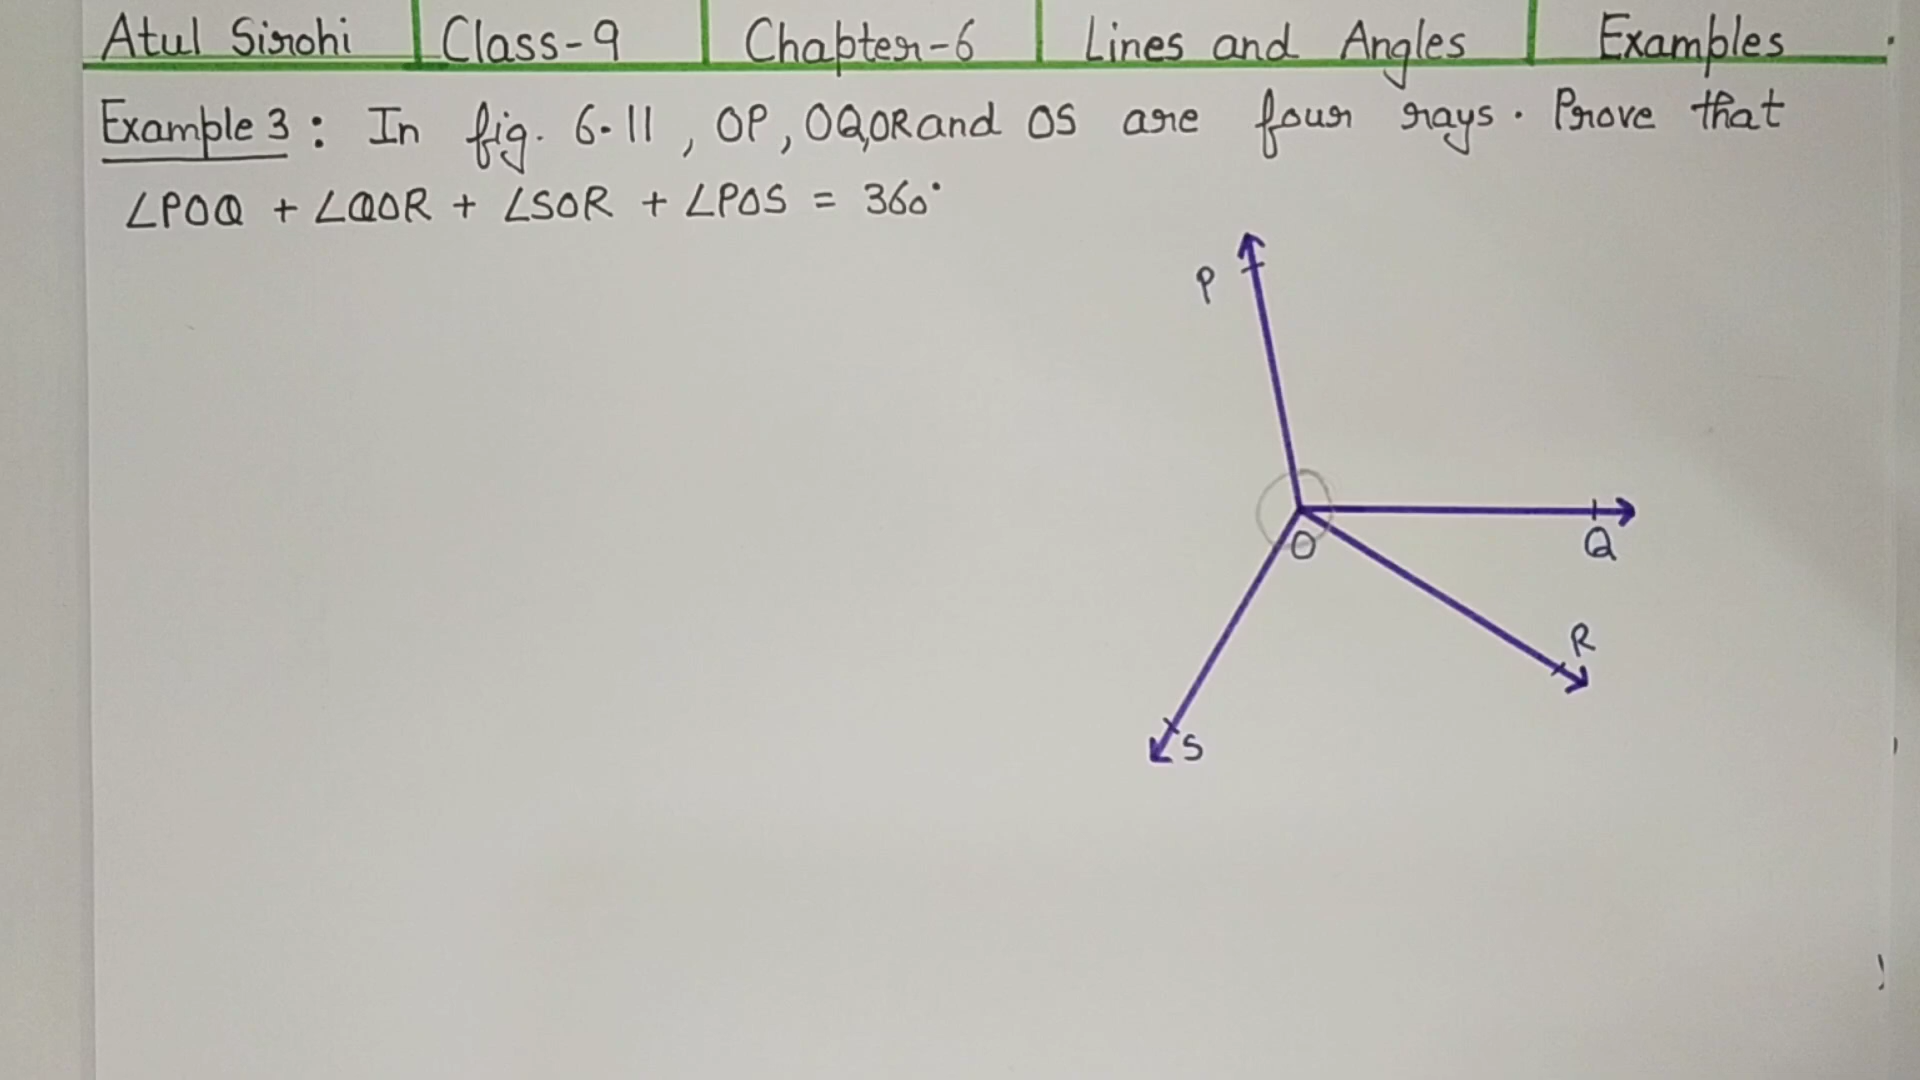 Atul Sirohi Class-9 Chapter-6 Lines and Angles Examples
Example 3: In fig. 6.11, OP, OQ,OR and OS are four rays. Prove that
∠POQ + ∠QOR + ∠SOR + ∠POS = 360°
P
O
Q
R
S